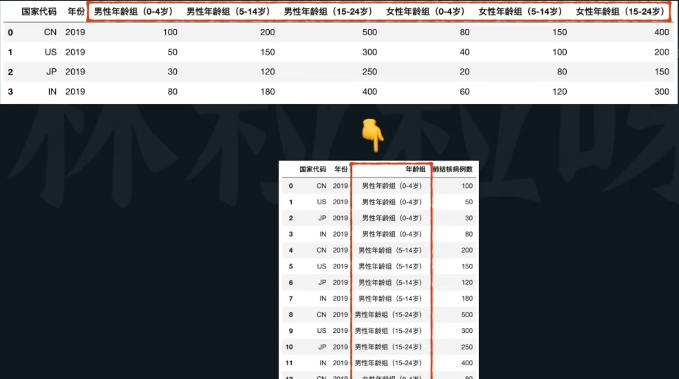 国家代码 年份 男性年龄组（0-4岁） 男性年龄组（5-14岁） 男性年龄组（15-24岁） 女性年龄组（0-4岁） 女性年龄组（5-14岁） 女性年龄组（15-24岁）
0 CN 2019 100 200 500 80 150 400
1 US 2019 50 150 300 40 100 200
2 JP 2019 30 120 250 20 80 150
3 IN 2019 80 180 400 60 120 300
国家代码 年份 年龄组 肺结核病例数
0 CN 2019 男性年龄组（0-4岁） 100
1 US 2019 男性年龄组（0-4岁） 50
2 JP 2019 男性年龄组（0-4岁） 30
3 IN 2019 男性年龄组（0-4岁） 80
4 CN 2019 男性年龄组（5-14岁） 200
5 US 2019 男性年龄组（5-14岁） 150
6 JP 2019 男性年龄组（5-14岁） 120
7 IN 2019 男性年龄组（5-14岁） 180
8 CN 2019 男性年龄组（15-24岁） 500
9 US 2019 男性年龄组（15-24岁） 300
10 JP 2019 男性年龄组（15-24岁） 250
11 IN 2019 男性年龄组（15-24岁） 400
12 CN 2019 女性年龄组（0-4岁） 80